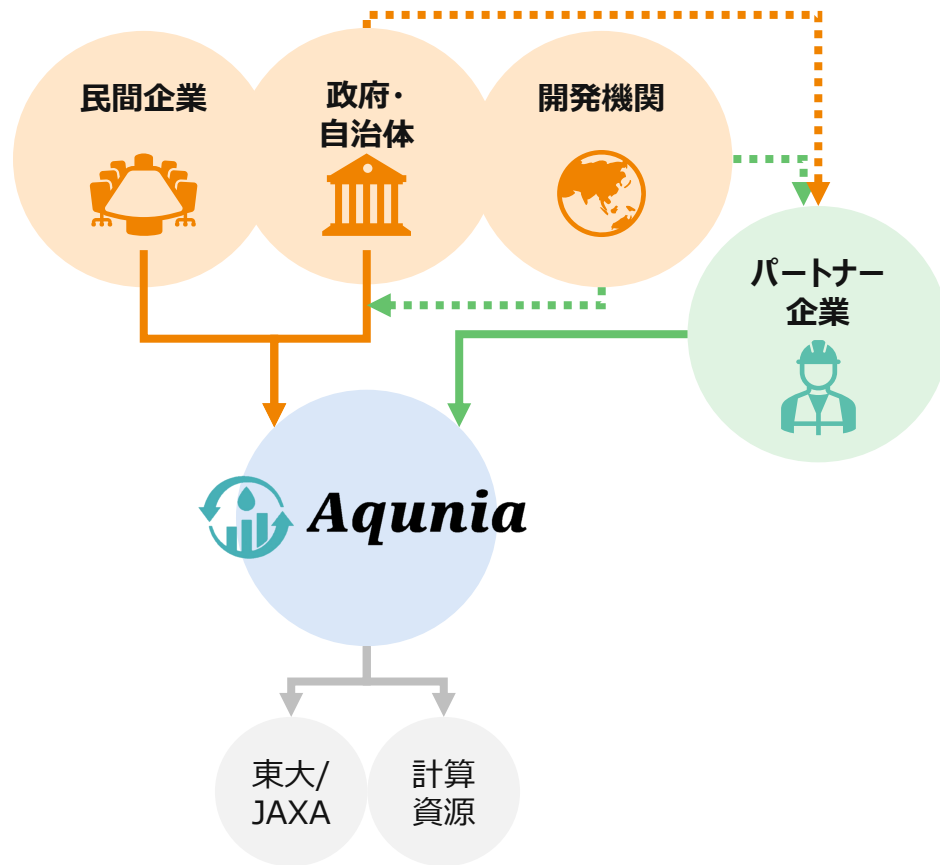 民間企業
政府・
自治体
開発機関
パートナー
企業
Aqunia
東大/
JAXA
計算
資源